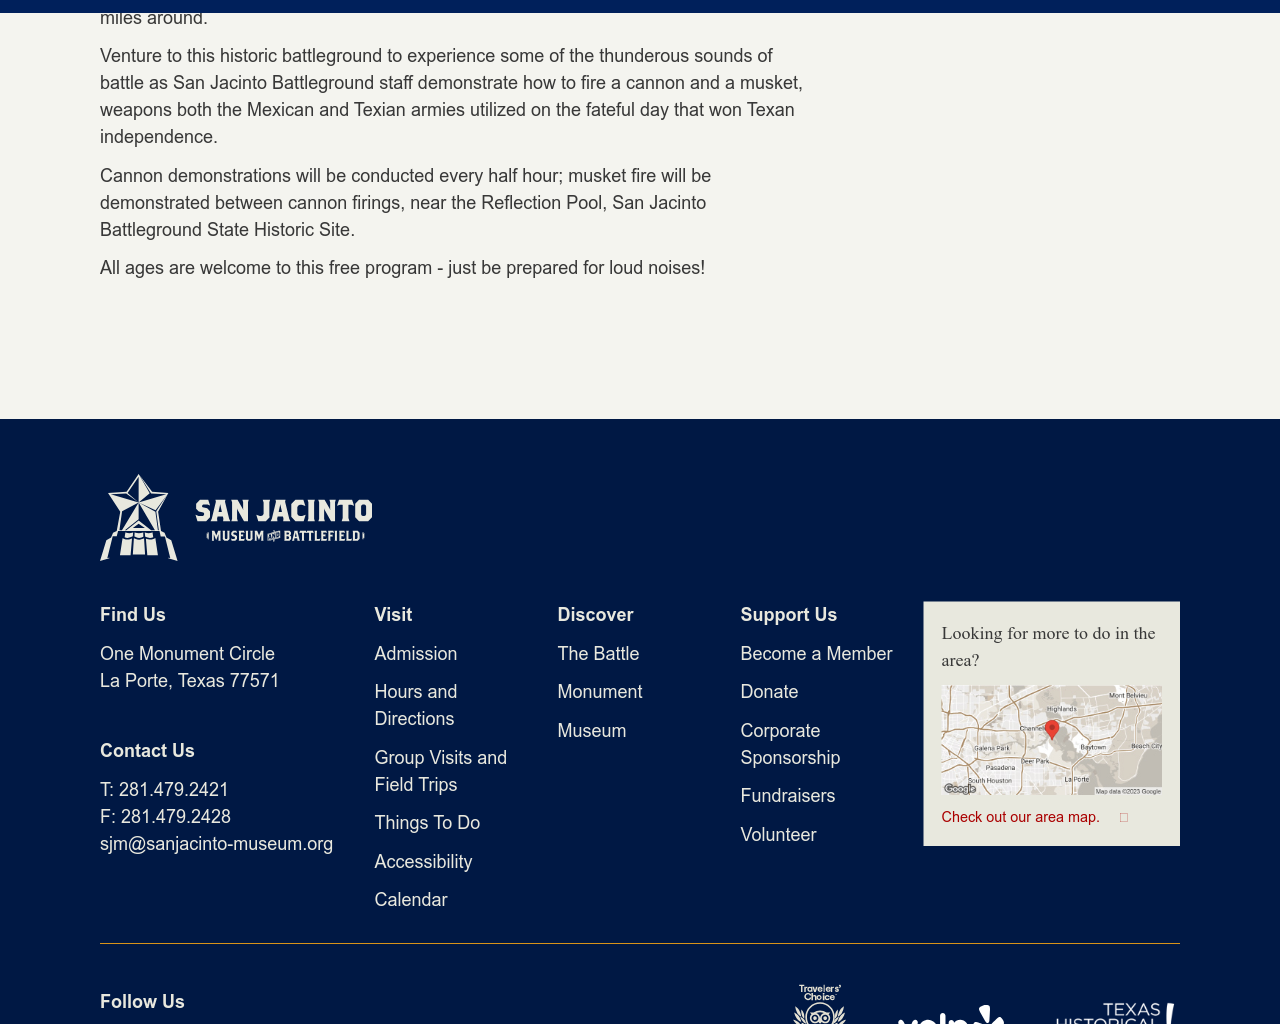 miles around.
Venture to this historic battleground to experience some of the thunderous sounds of
battle as San Jacinto Battleground staff demonstrate how to fire a cannon and a musket,
weapons both the Mexican and Texian armies utilized on the fateful day that won Texan
independence.
Cannon demonstrations will be conducted every half hour; musket fire will be
demonstrated between cannon firings, near the Reflection Pool, San Jacinto
Battleground State Historic Site.
All ages are welcome to this free program - just be prepared for loud noises!
SAN JACINTO
MUSEUM AND BATTLEFIELD
Find Us
One Monument Circle
La Porte, Texas 77571
Contact Us
T: 281.479.2421
F: 281.479.2428
sjm@sanjacinto-museum.org
Visit
Admission
Hours and
Directions
Group Visits and
Field Trips
Things To Do
Accessibility
Calendar
Discover
The Battle
Monument
Museum
Support Us
Become a Member
Donate
Corporate
Sponsorship
Fundraisers
Volunteer
Looking for more to do in the
area?
Mont Belvieu
Highlands
Channelv
Galena Park
Baytown
Beach City
Deer Park
Pasadena
La Porte
South Houston
Google
Map data ©2023 Google
Check out our area map.
Follow Us
Travelers'
Choice
yelp
TEXAS
HISTORICAL